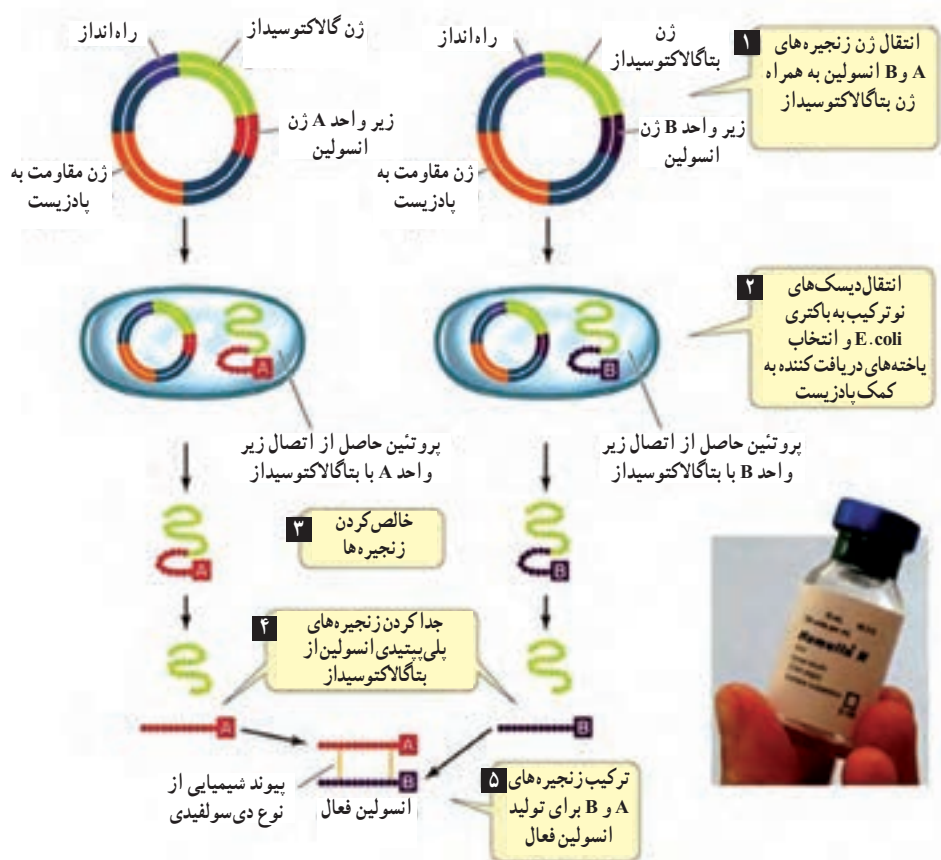 ۱ انتقال ژن زنجیره‌های
A و B انسولین به همراه
ژن بتاگالاکتوسیداز
ژن
بتاگالاکتوسیداز
راه‌انداز
زیر واحد B ژن
انسولین
ژن مقاومت به
پادزیست
ژن گالاکتوسیداز
راه‌انداز
زیر واحد A ژن
انسولین
ژن مقاومت به
پادزیست
۲ انتقال دیسک‌های
نوترکیب به باکتری
E.coli و انتخاب
یاخته‌های دریافت کننده به
کمک پادزیست
B
A
پروتئین حاصل از اتصال زیر
واحد B با بتاگالاکتوسیداز
پروتئین حاصل از اتصال زیر
واحد A با بتاگالاکتوسیداز
۳ خالص کردن
زنجیره‌ها
B
A
۴ جدا کردن زنجیره‌های
پلی‌پپتیدی انسولین از
بتاگالاکتوسیداز
B
A
A
B
۵ ترکیب زنجیره‌های
A و B برای تولید
انسولین فعال
انسولین فعال
پیوند شیمیایی از
نوع دی‌سولفیدی